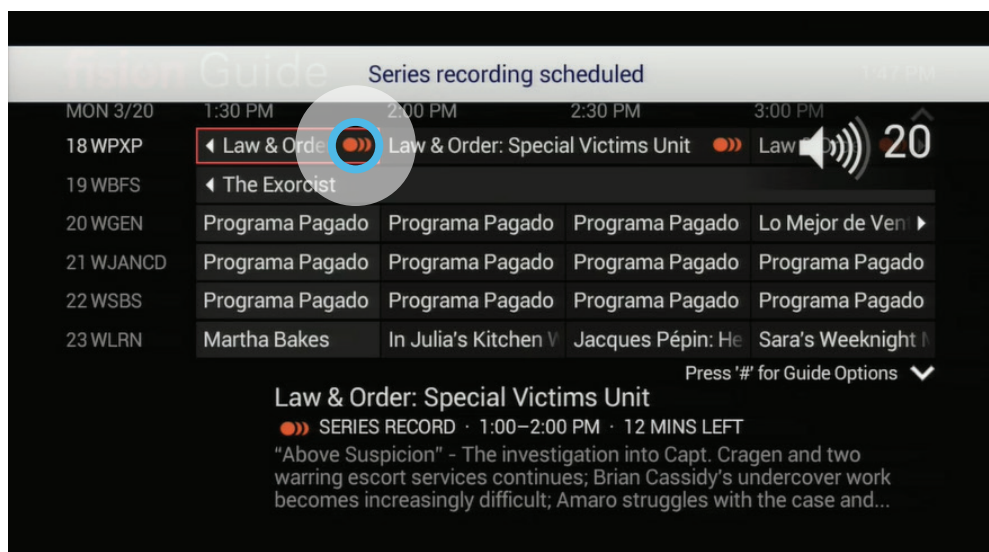 fision Guide
Series recording scheduled
1:47 PM
MON 3/20 1:30 PM 2:00 PM 2:30 PM 3:00 PM
18 WPXP Law & Orde Law & Order: Special Victims Unit Law
20
19 WBFS The Exorcist
20 WGEN Programa Pagado Programa Pagado Programa Pagado Lo Mejor de Ven
21 WJANCD Programa Pagado Programa Pagado Programa Pagado Programa Pagado
22 WSBS Programa Pagado Programa Pagado Programa Pagado Programa Pagado
23 WLRN Martha Bakes In Julia's Kitchen W Jacques Pépin: He Sara's Weeknight M
Press '#' for Guide Options
Law & Order: Special Victims Unit
SERIES RECORD · 1:00–2:00 PM · 12 MINS LEFT
"Above Suspicion" - The investigation into Capt. Cragen and two
warring escort services continues; Brian Cassidy's undercover work
becomes increasingly difficult; Amaro struggles with the case and...